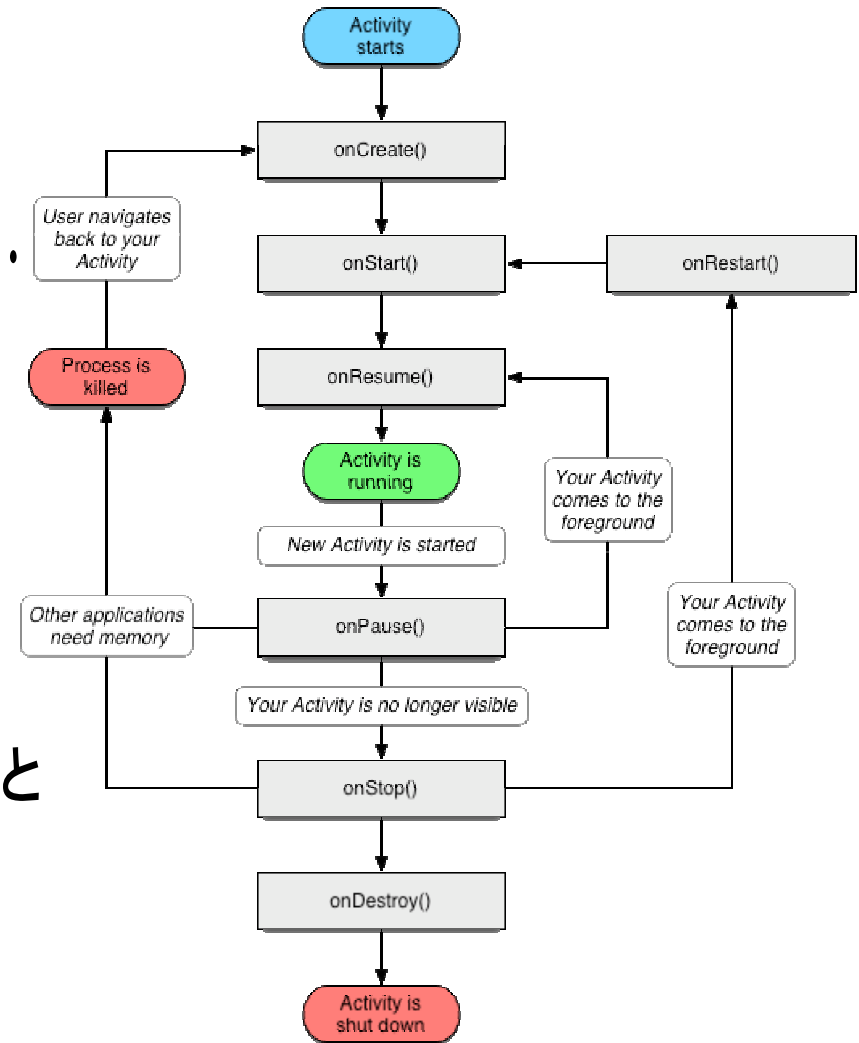 Activity
starts
onCreate()
User navigates
back to your
Activity
・
onStart()
onRestart()
Process is
killed
onResume()
Activity is
running
Your Activity
comes to the
foreground
New Activity is started
Other applications
need memory
onPause()
Your Activity
comes to the
foreground
Your Activity is no longer visible
と
onStop()
onDestroy()
Activity is
shut down